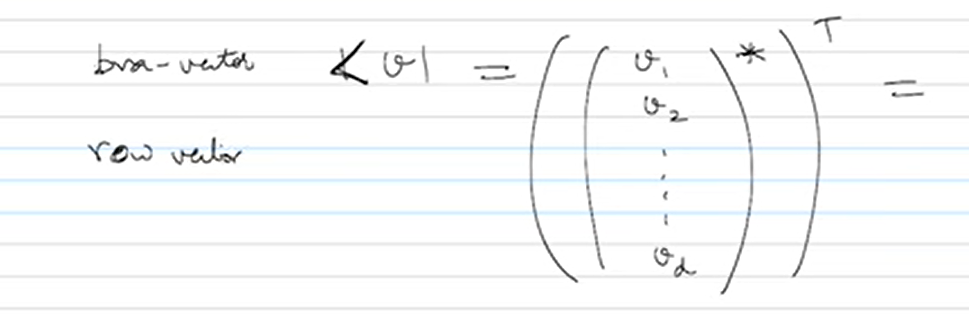 bra-vector ⟨v| = ((v₁ v₂ ⋮ v_d)*)ᵀ =
row vector